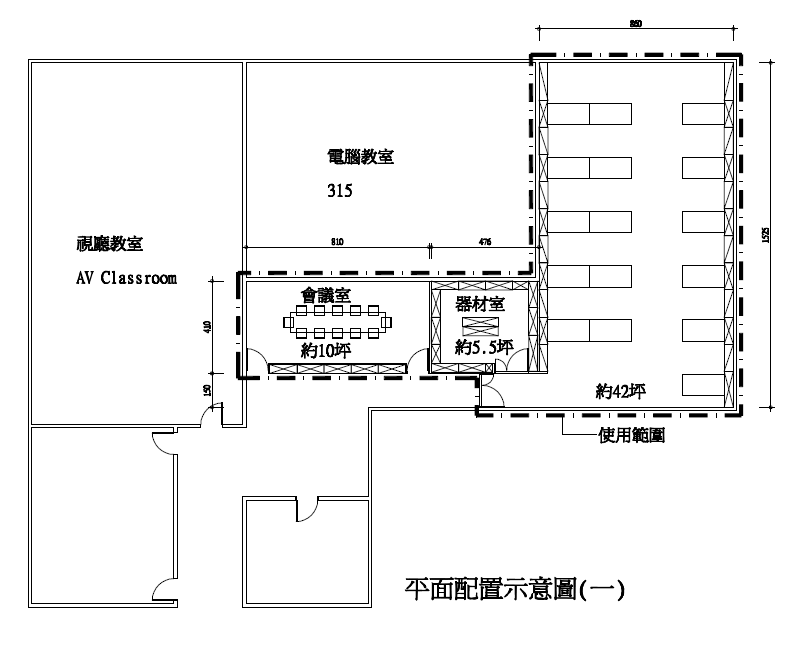 860
電腦教室
315
視聽教室
AV Classroom
810
476
1525
會議室
器材室
410
約10坪
約5.5坪
150
約42坪
使用範圍
平面配置示意圖(一)